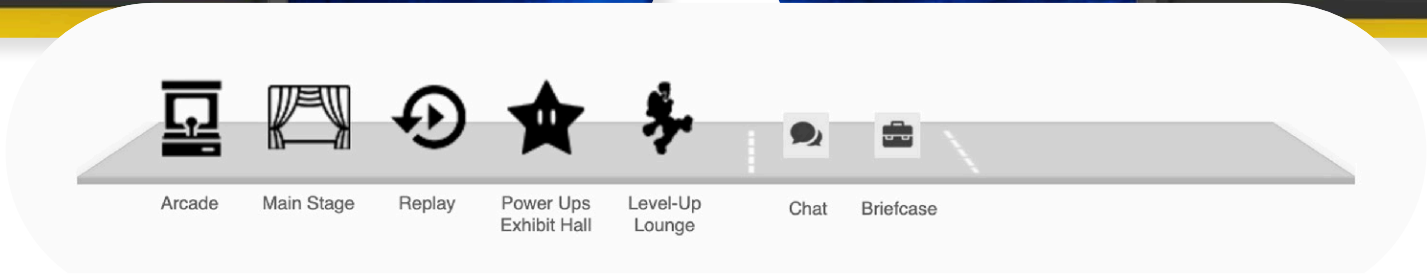 Arcade
Main Stage
Replay
Power Ups
Exhibit Hall
Level-Up
Lounge
Chat
Briefcase